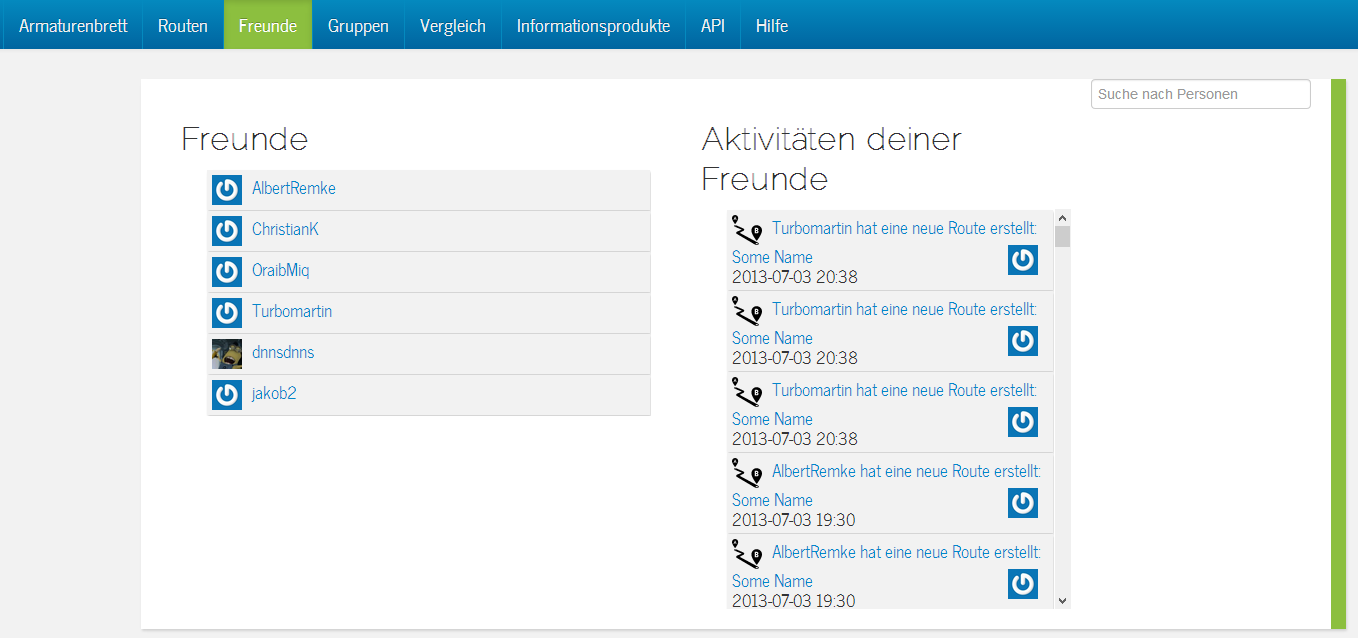 Armaturenbrett Routen Freunde Gruppen Vergleich Informationsprodukte API Hilfe
Suche nach Personen
Freunde
AlbertRemke
ChristianK
OraibMiq
Turbomartin
dnnsdnns
jakob2
Aktivitäten deiner
Freunde
Turbomartin hat eine neue Route erstellt:
Some Name
2013-07-03 20:38
Turbomartin hat eine neue Route erstellt:
Some Name
2013-07-03 20:38
Turbomartin hat eine neue Route erstellt:
Some Name
2013-07-03 20:38
AlbertRemke hat eine neue Route erstellt:
Some Name
2013-07-03 19:30
AlbertRemke hat eine neue Route erstellt:
Some Name
2013-07-03 19:30